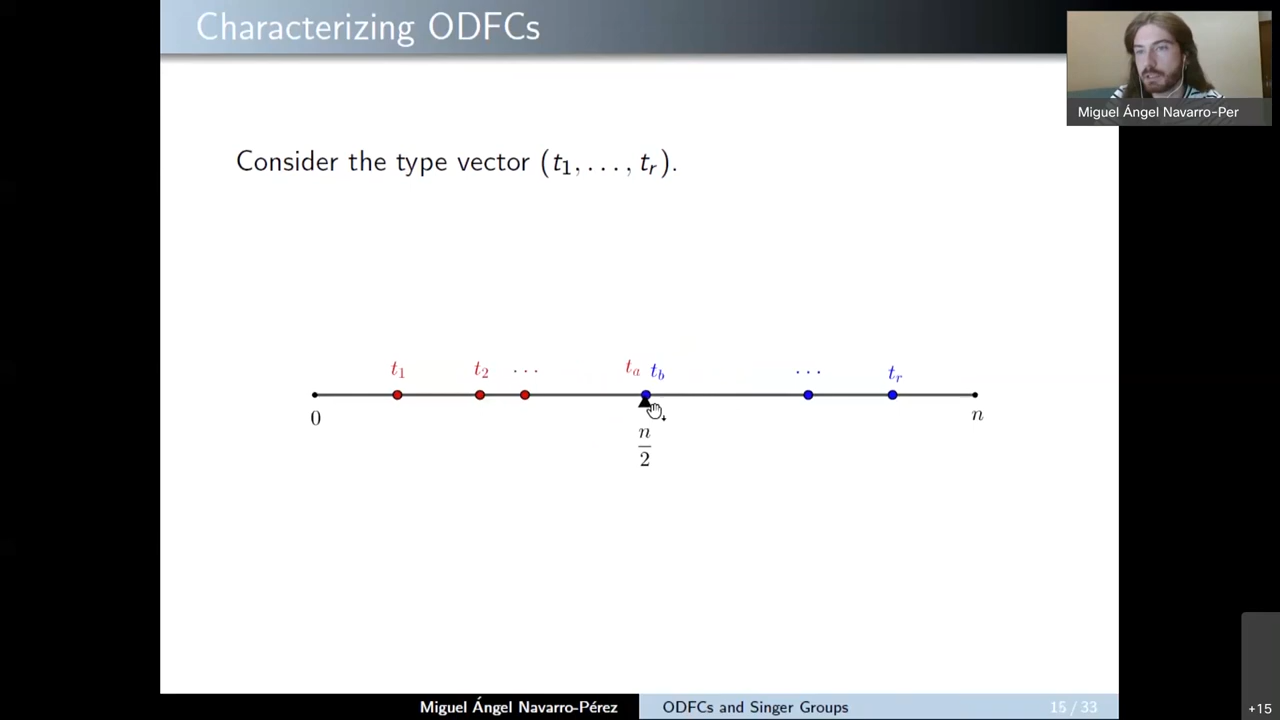 Characterizing ODFCs
Miguel Ángel Navarro-Per
Consider the type vector (t₁, . . . , tᵣ).
t₁ t₂ · · · tₐ t_b · · · tᵣ
0 n
n/2
Miguel Ángel Navarro-Pérez ODFCs and Singer Groups 15 / 33
+15